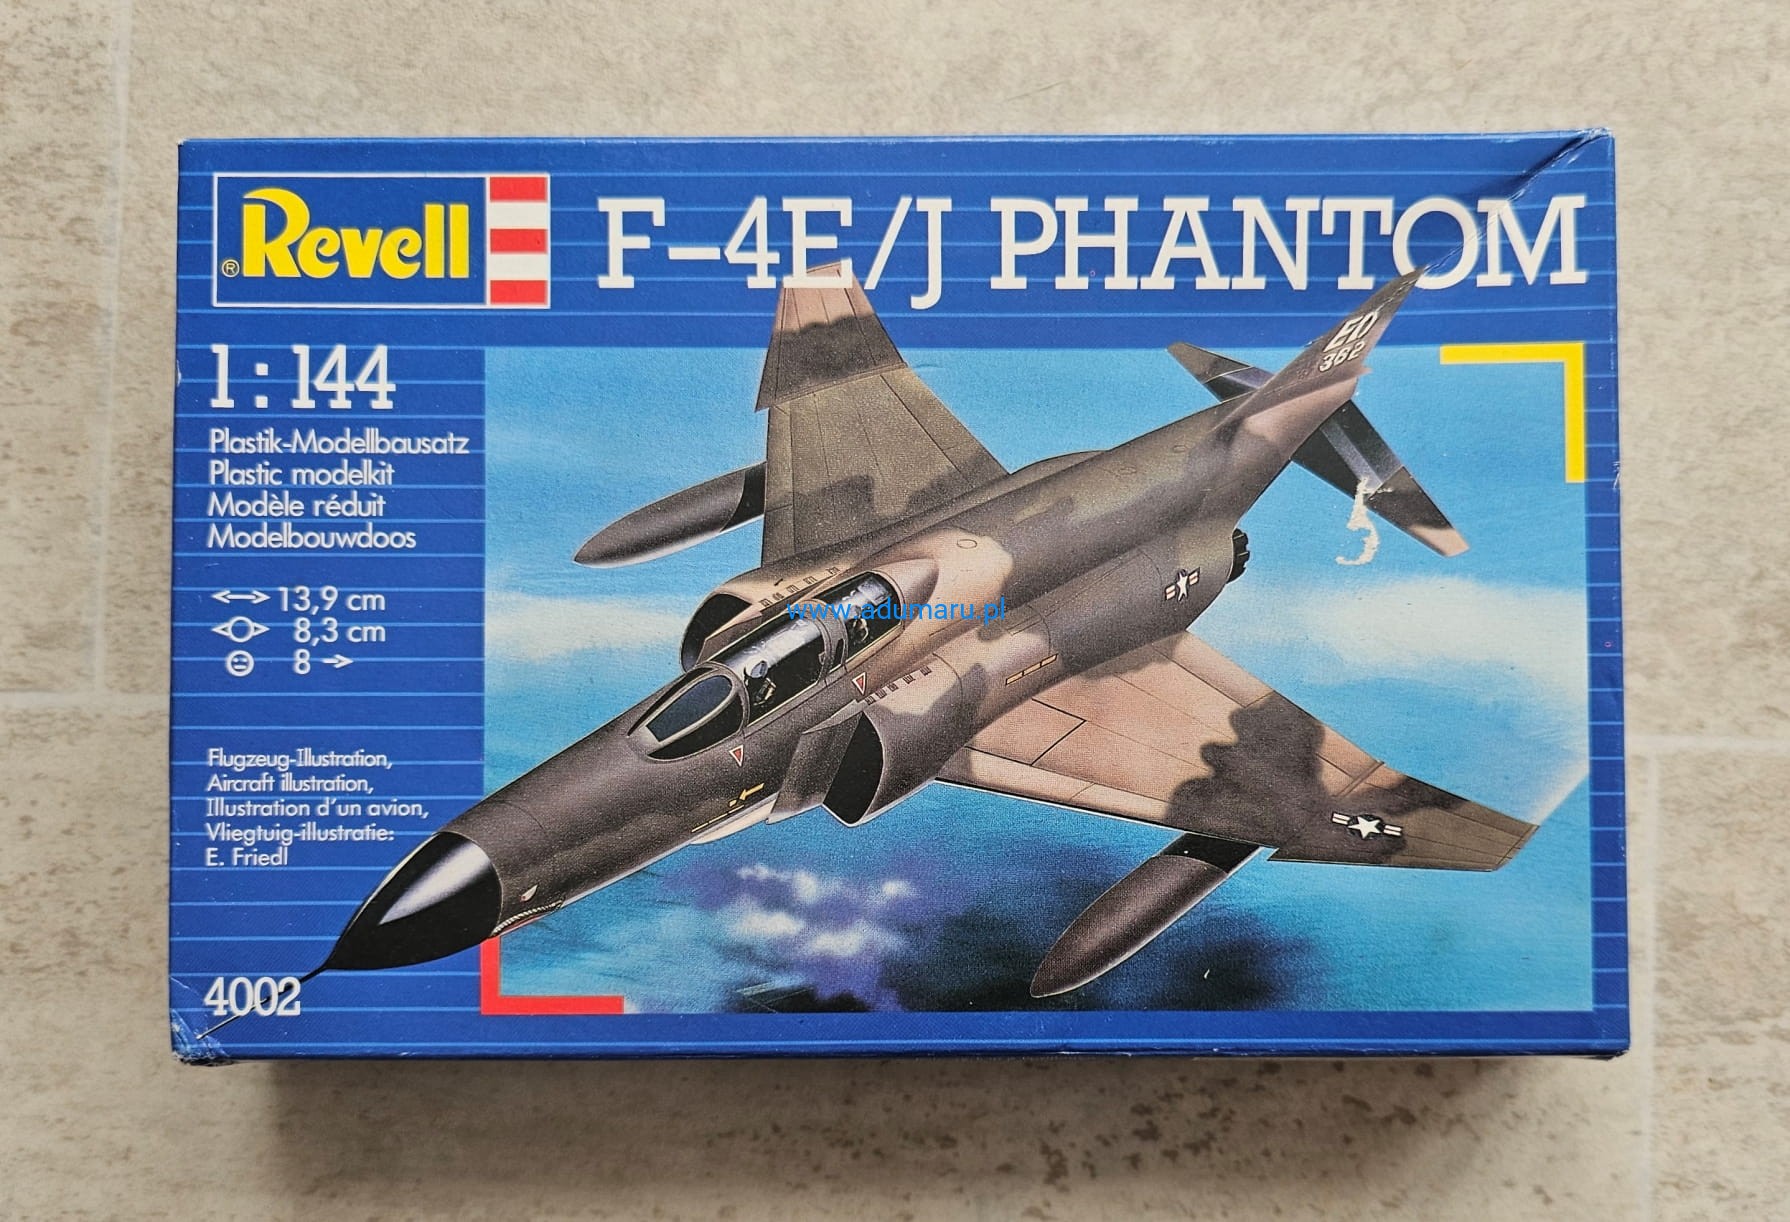 ®Revell
F-4E/J PHANTOM
1:144
Plastik-Modellbausatz
Plastic modelkit
Modèle réduit
Modelbouwdoos
13,9 cm
8,3 cm
8
Flugzeug-Illustration,
Aircraft illustration,
Illustration d'un avion,
Vliegtuig-illustratie:
E. Friedl
4002
ED
362
www.adumaru.pl